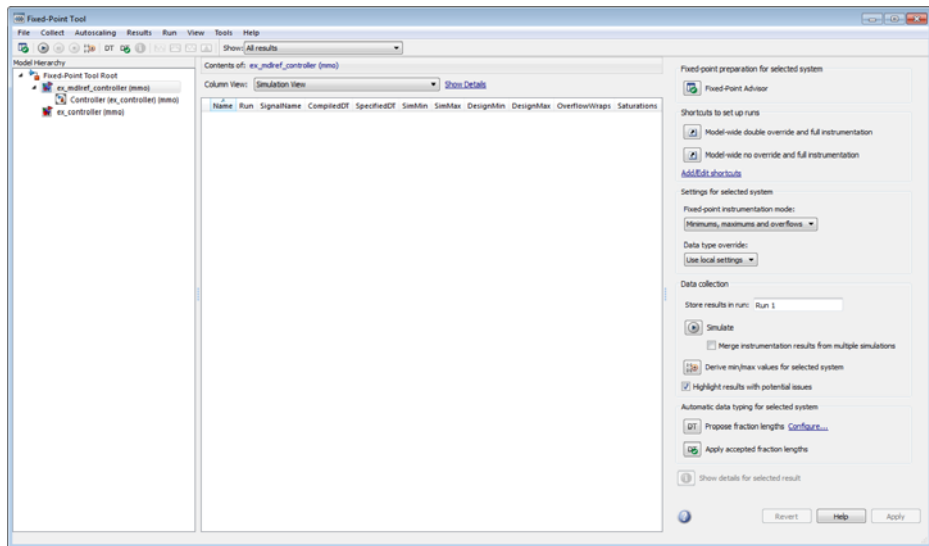 Fixed-Point Tool
File Collect Autoscaling Results Run View Tools Help
DT Show: All results
Model Hierarchy
Fixed-Point Tool Root
ex_mdlref_controller (mmo)
Controller (ex_controller) (mmo)
ex_controller (mmo)
Contents of: ex_mdlref_controller (mmo)
Column View: Simulation View Show Details
Name Run SignalName CompiledDT SpecifiedDT SimMin SimMax DesignMin DesignMax OverflowWraps Saturations
Fixed-point preparation for selected system
Fixed-Point Advisor
Shortcuts to set up runs
Model-wide double override and full instrumentation
Model-wide no override and full instrumentation
Add/Edit shortcuts
Settings for selected system
Fixed-point instrumentation mode:
Minimums, maximums and overflows
Data type override:
Use local settings
Data collection
Store results in run: Run 1
Simulate
Merge instrumentation results from multiple simulations
Derive min/max values for selected system
Highlight results with potential issues
Automatic data typing for selected system
DT Propose fraction lengths Configure...
Apply accepted fraction lengths
Show details for selected result
Revert Help Apply